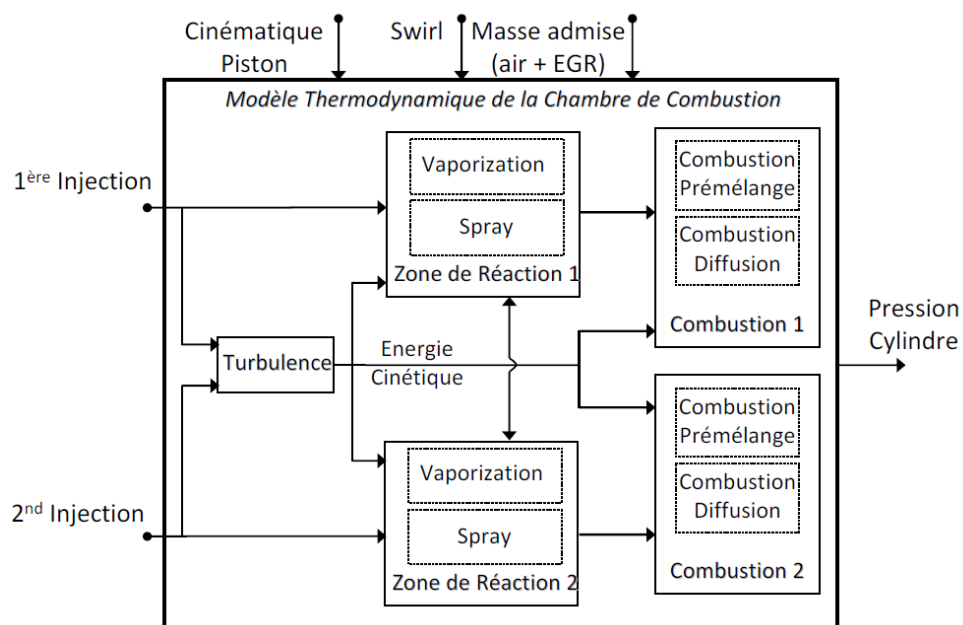 Cinématique
Piston
Swirl
Masse admise
(air + EGR)
Modèle Thermodynamique de la Chambre de Combustion
1ère Injection
Vaporization
Spray
Zone de Réaction 1
Combustion
Prémélange
Combustion
Diffusion
Combustion 1
Turbulence
Energie
Cinétique
Pression
Cylindre
2nd Injection
Vaporization
Spray
Zone de Réaction 2
Combustion
Prémélange
Combustion
Diffusion
Combustion 2